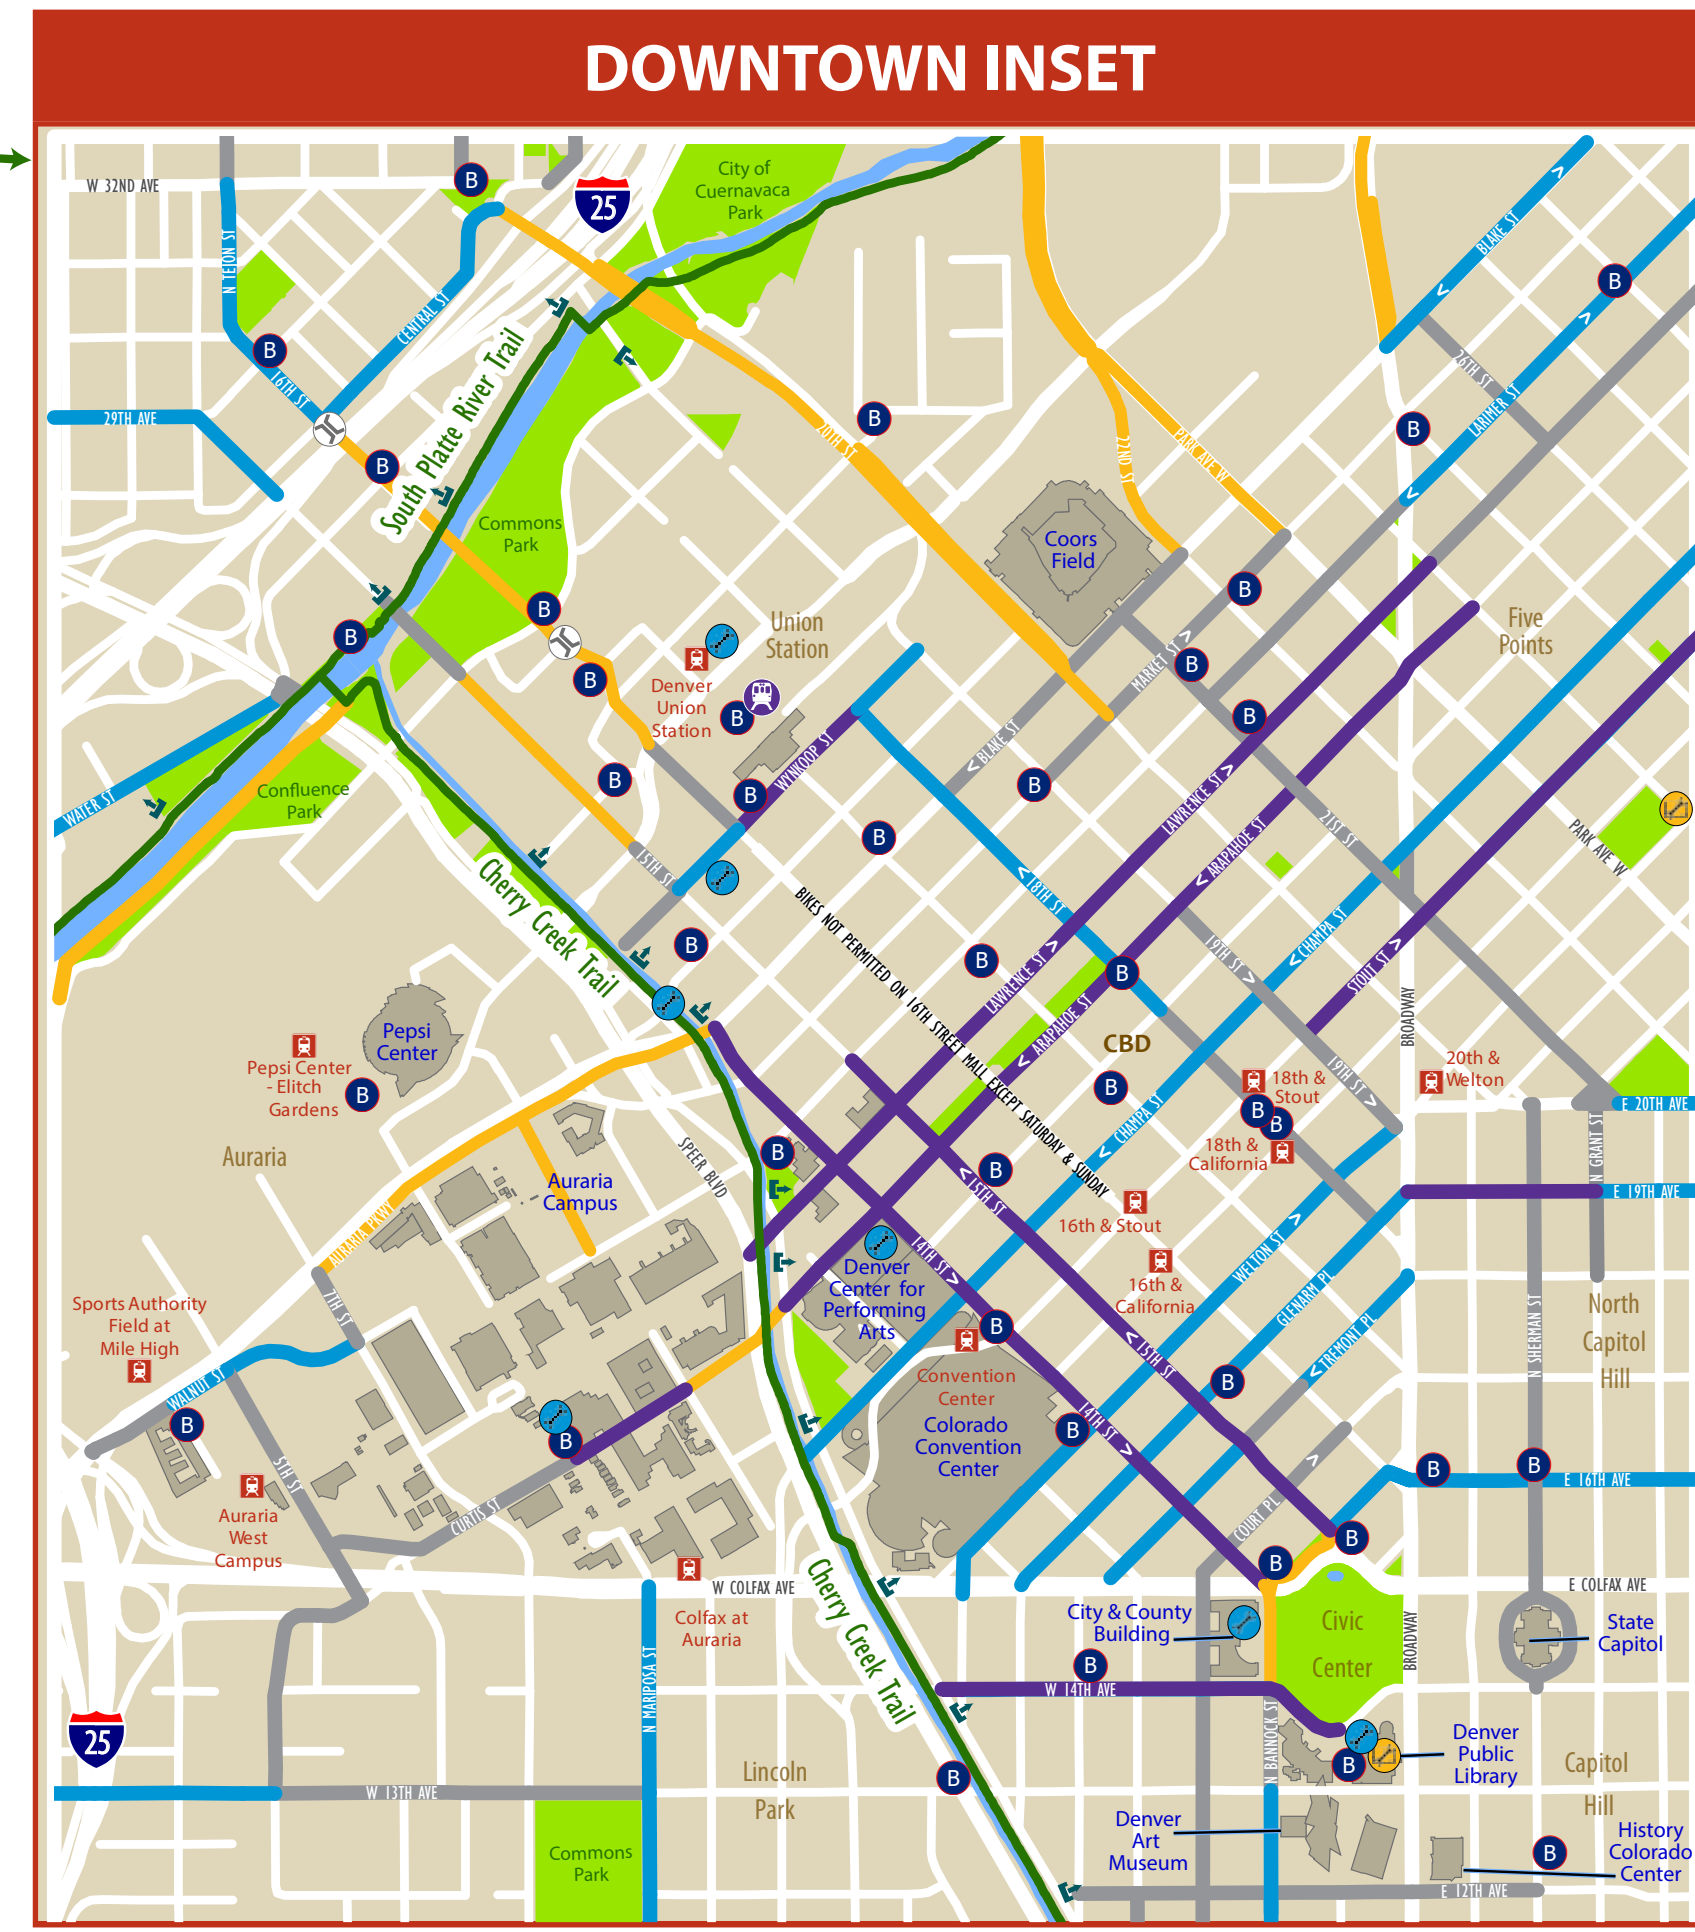 DOWNTOWN INSET
W 32ND AVE
B
25
City of
Cuernavaca
Park
N TEJON ST
CENTRAL ST
BLAKE ST
B
B
16TH ST
29TH AVE
South Platte River Trail
26TH ST
LARIMER ST
B
B
20TH ST
22ND ST
PARK AVE W
B
Commons
Park
Coors
Field
B
B
B
Union
Station
Five
Points
Denver
Union
Station
B
B
MARKET ST
B
B
< BLAKE ST
WYNKOOP ST
B
B
B
Confluence
Park
WATER ST
15TH ST
B
LAWRENCE ST >
< ARAPAHOE ST
21ST ST
PARK AVE W
Cherry Creek Trail
BIKES NOT PERMITTED ON 16TH STREET MALL EXCEPT SATURDAY & SUNDAY
< 18TH ST
19TH ST >
< CHAMPA ST
STOUT ST >
B
B
B
LAWRENCE ST >
< ARAPAHOE ST
CBD
BROADWAY
Pepsi
Center
Pepsi Center
- Elitch
Gardens
B
B
18th &
Stout
20th &
Welton
19TH ST >
E 20TH AVE
B
B
18th &
California
< CHAMPA ST
N GRANT ST
Auraria
SPEER BLVD
B
B
Auraria
Campus
< 15TH ST
16th & Stout
E 19TH AVE
AURARIA PKWY
14TH ST >
Denver
Center for
Performing
Arts
WELTON ST >
16th &
California
GLENARM PL
7TH ST
Sports Authority
Field at
Mile High
North
Capitol
Hill
N SHERMAN ST
B
< 15TH ST
< TREMONT PL
WALNUT ST
B
Convention
Center
Colorado
Convention
Center
B
B
14TH ST >
B
5TH ST
B
B
E 16TH AVE
Auraria
West
Campus
CURTIS ST
COURT PL
B
B
W COLFAX AVE
E COLFAX AVE
Colfax at
Auraria
Cherry Creek Trail
City & County
Building
Civic
Center
BROADWAY
State
Capitol
N MARIPOSA ST
B
W 14TH AVE
25
N BANNOCK ST
Denver
Public
Library
B
Lincoln
Park
B
Capitol
Hill
W 13TH AVE
Denver
Art
Museum
History
Colorado
Center
B
Commons
Park
E 12TH AVE